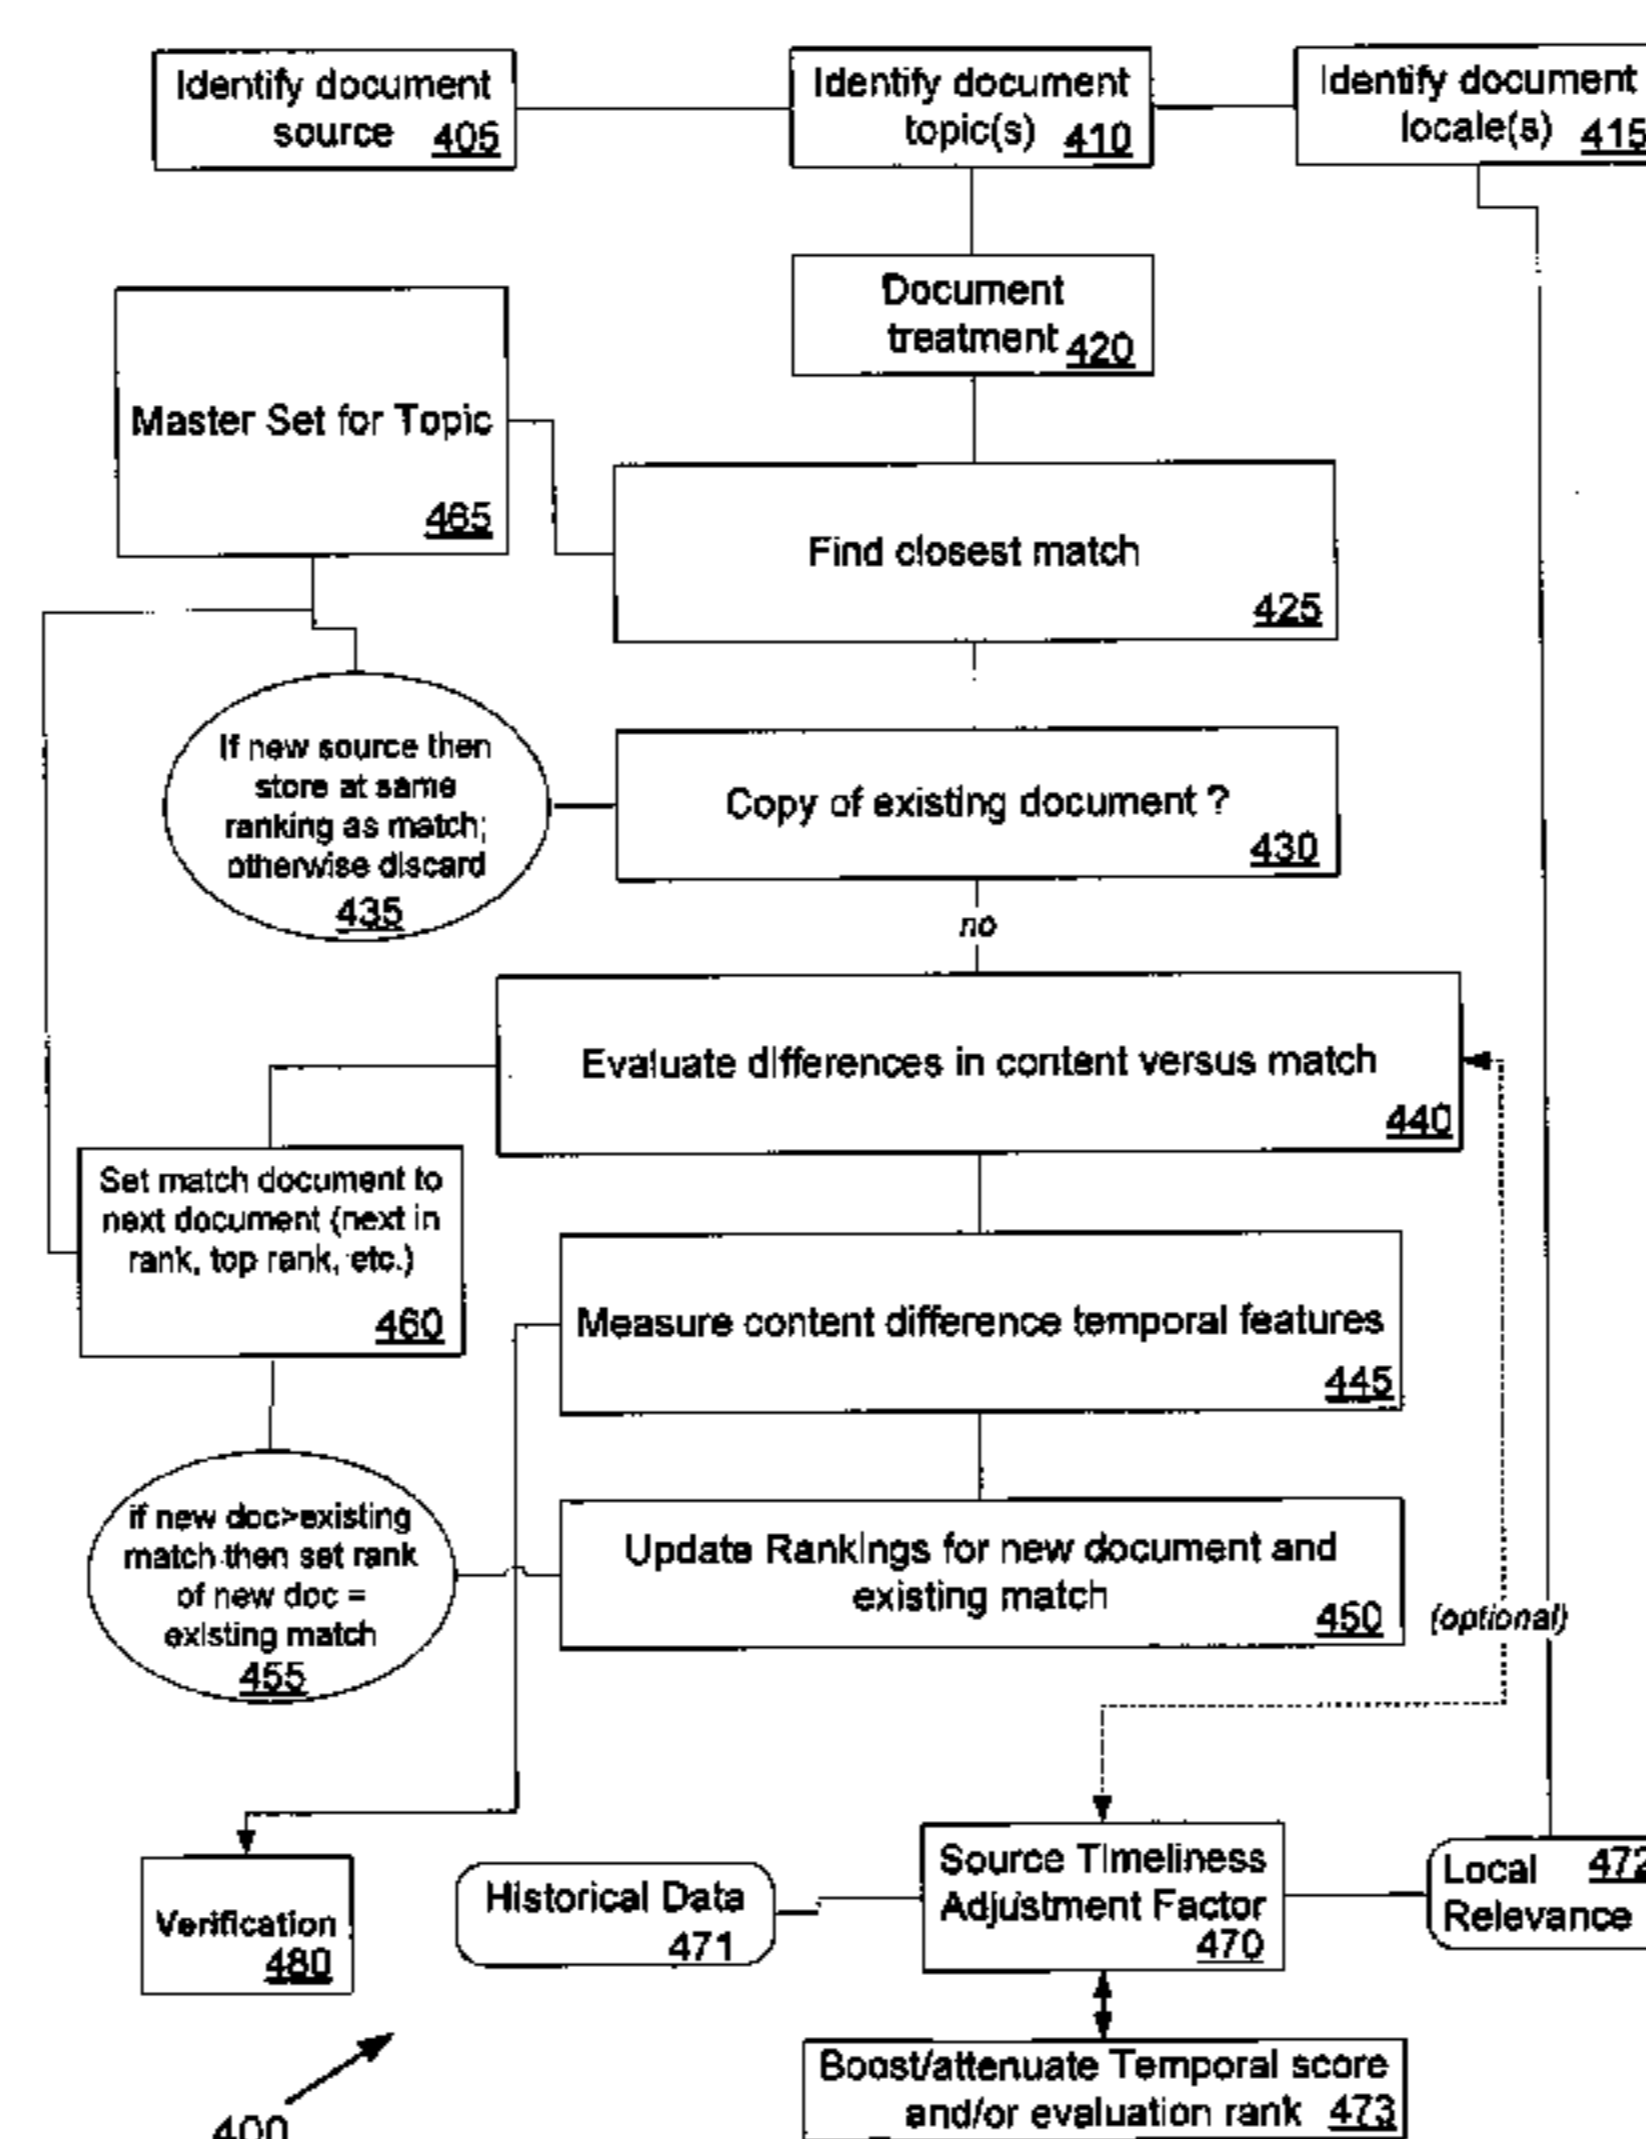 Identify document
source 405
Identify document
topic(s) 410
Identify document
locale(s) 415
Document
treatment 420
Master Set for Topic
465
Find closest match
425
If new source then
store at same
ranking as match;
otherwise discard
435
Copy of existing document ?
430
no
Evaluate differences in content versus match
440
Set match document to
next document (next in
rank, top rank, etc.)
460
Measure content difference temporal features
445
if new doc>existing
match then set rank
of new doc =
existing match
455
Update Rankings for new document and
existing match
450
(optional)
Verification
480
Historical Data
471
Source Timeliness
Adjustment Factor
470
Local 472
Relevance
Boost/attenuate Temporal score
and/or evaluation rank 473
400